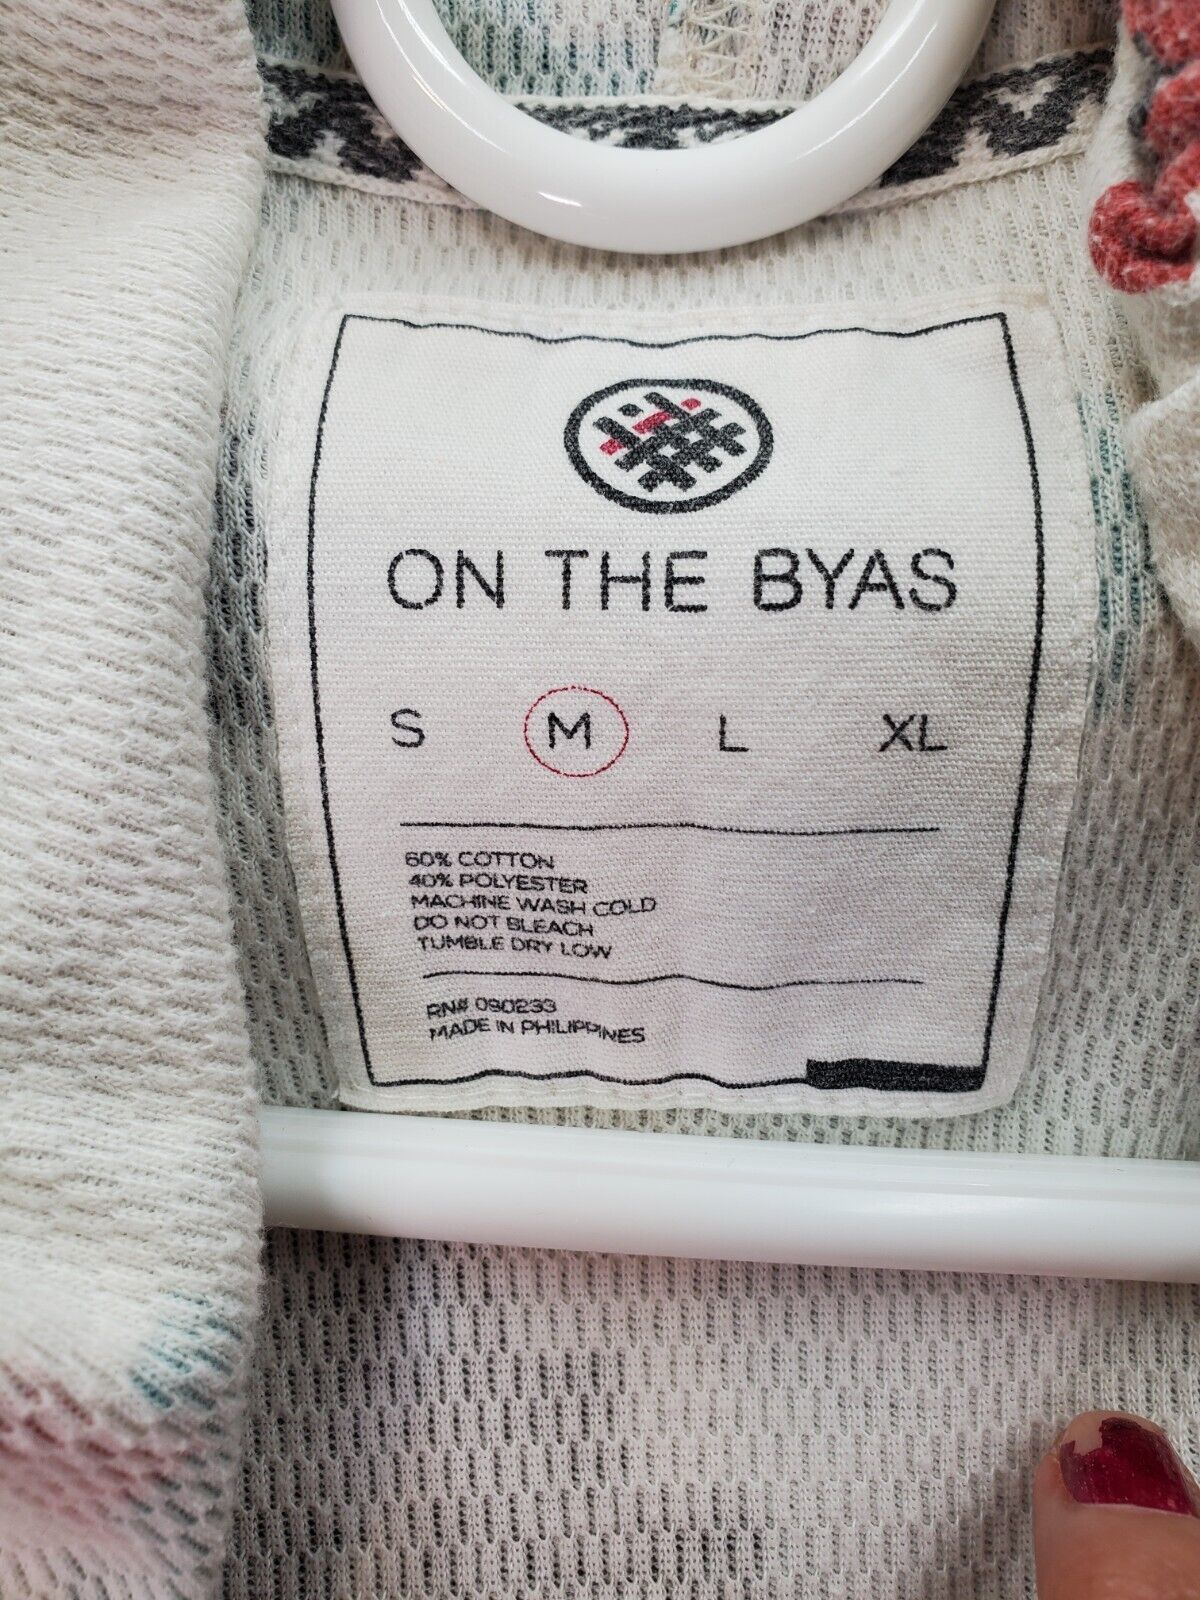 ON THE BYAS
S M L XL
60% COTTON
40% POLYESTER
MACHINE WASH COLD
DO NOT BLEACH
TUMBLE DRY LOW
RN# 090233
MADE IN PHILIPPINES